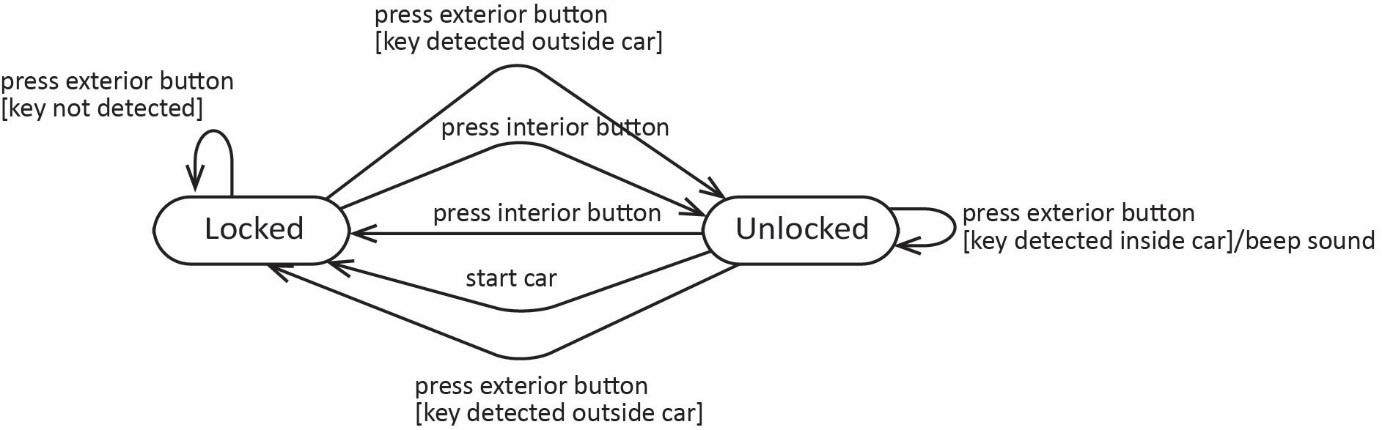 press exterior button
[key detected outside car]
press exterior button
[key not detected]
press interior button
Locked
press interior button
Unlocked
press exterior button
[key detected inside car]/beep sound
start car
press exterior button
[key detected outside car]